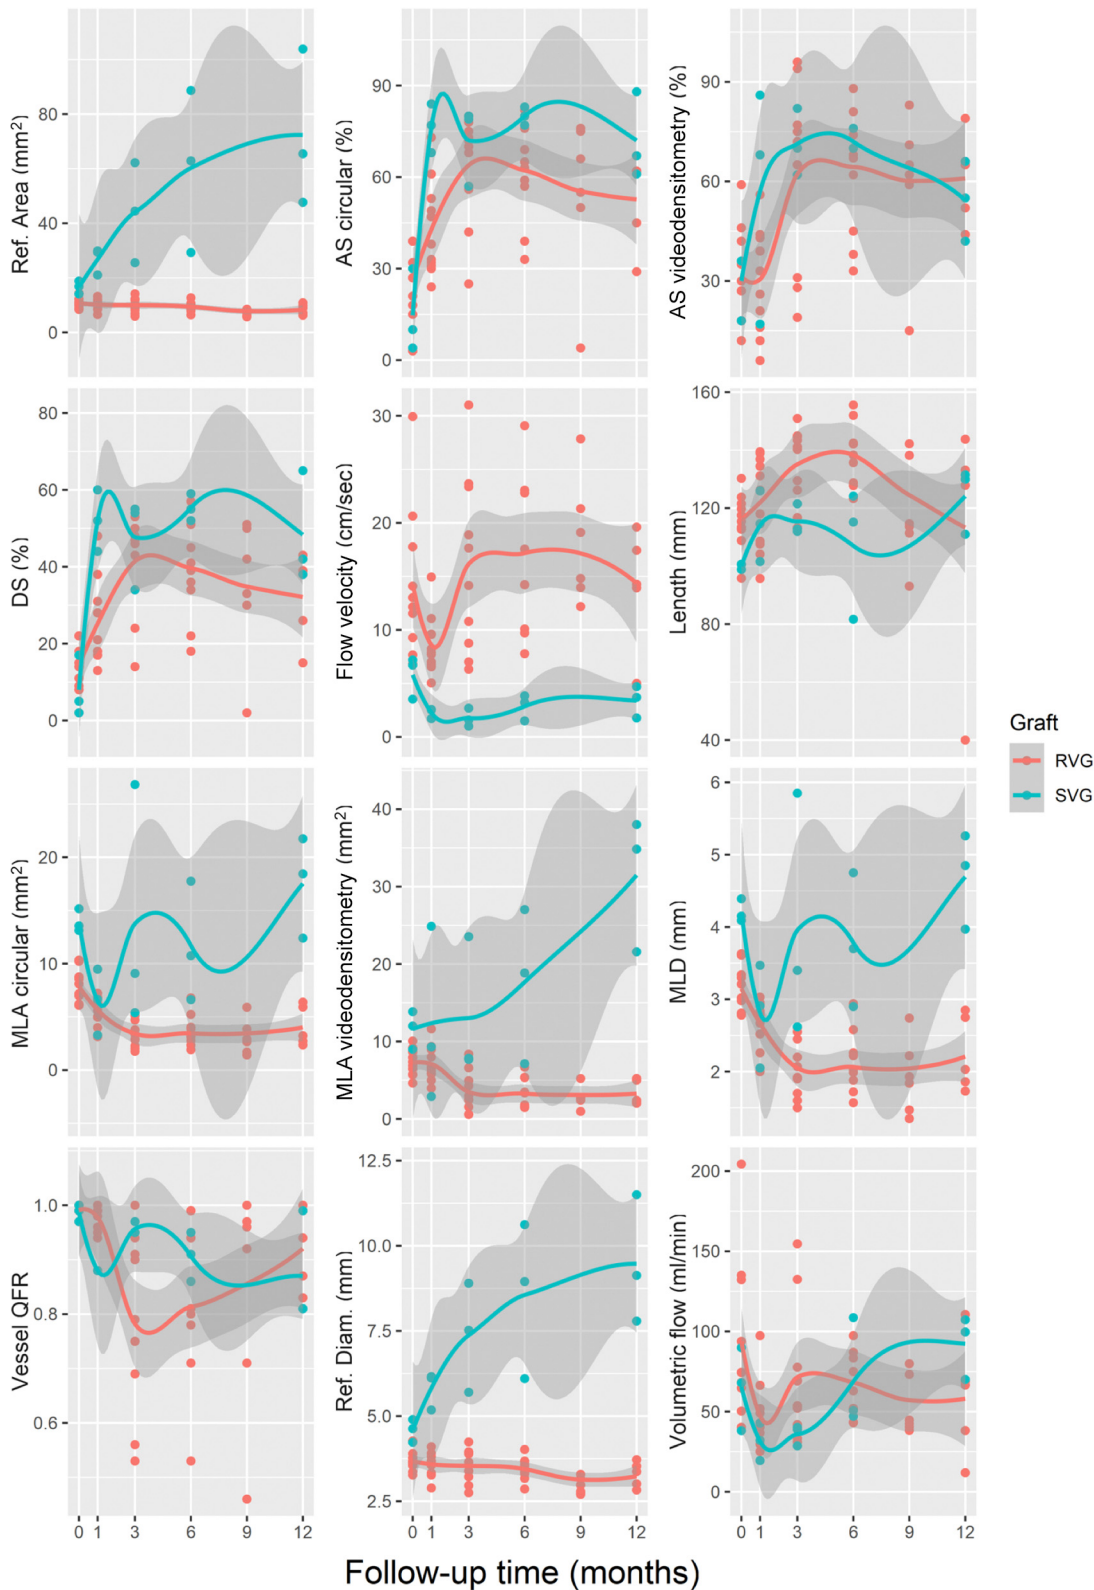 Ref. Area (mm²)
80
40
0
AS circular (%)
90
60
30
0
AS videodensitometry (%)
90
60
30
DS (%)
80
60
40
20
0
Flow velocity (cm/sec)
30
20
10
0
Length (mm)
160
120
80
40
Graft
RVG
SVG
MLA circular (mm²)
20
10
0
MLA videodensitometry (mm²)
40
30
20
10
0
MLD (mm)
6
5
4
3
2
Vessel QFR
1.0
0.8
0.6
Ref. Diam. (mm)
12.5
10.0
7.5
5.0
2.5
Volumetric flow (ml/min)
200
150
100
50
0
0 1 3 6 9 12
0 1 3 6 9 12
0 1 3 6 9 12
Follow-up time (months)